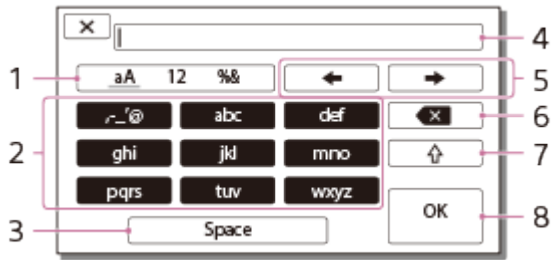 4
1 aA 12 %& ← → 5
,-_'@ abc def 6
2 ghi jkl mno 7
pqrs tuv wxyz
OK 8
3 Space